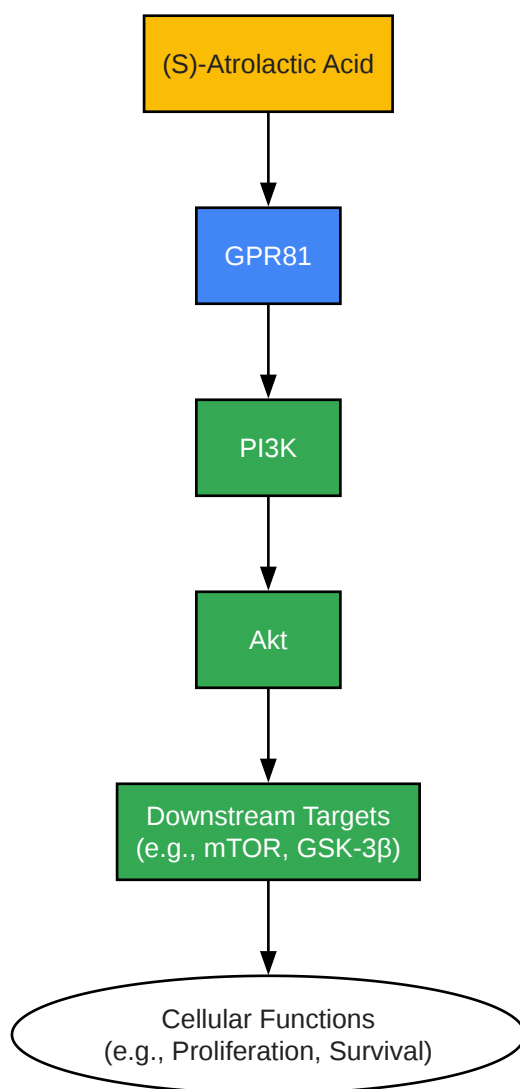 (S)-Atrolactic Acid
GPR81
PI3K
Akt
Downstream Targets
(e.g., mTOR, GSK-3β)
Cellular Functions
(e.g., Proliferation, Survival)